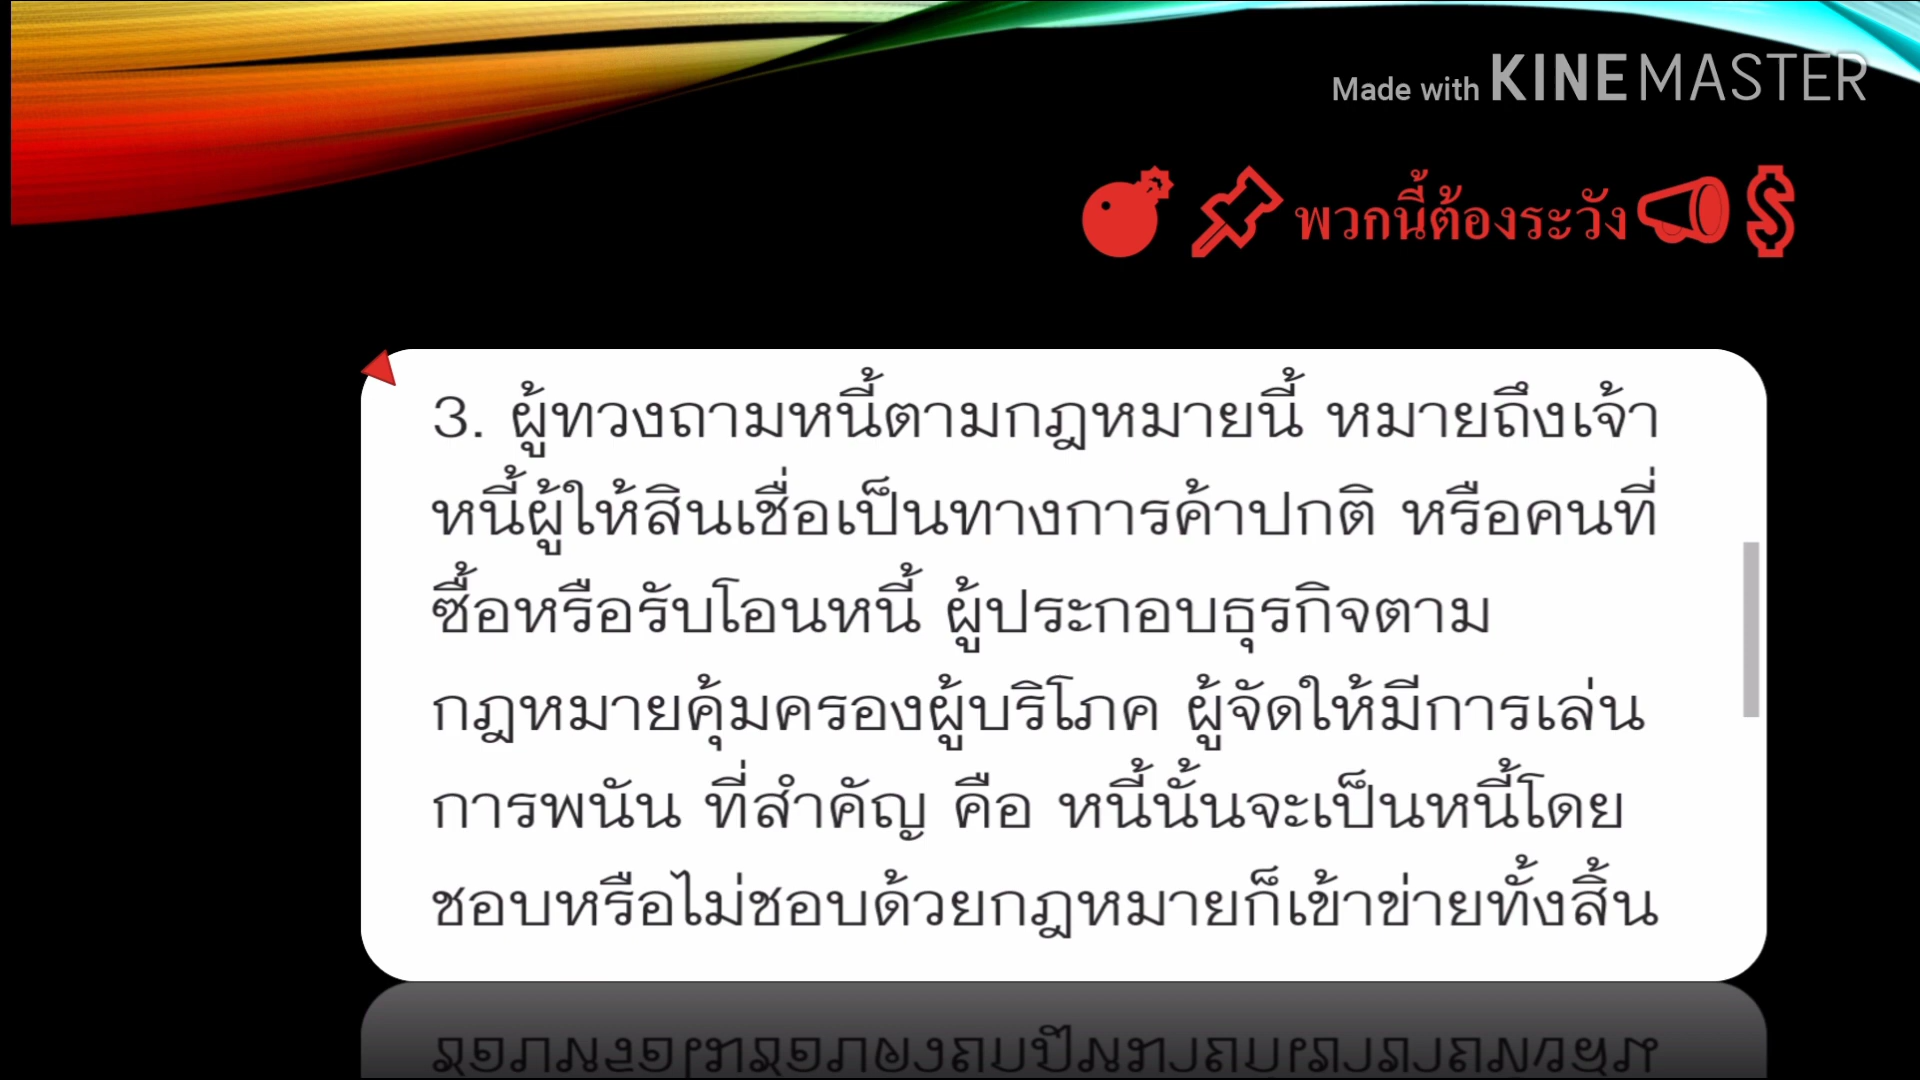 Made with KINEMASTER
พวกนี้ต้องระวัง
3. ผู้ทวงถามหนี้ตามกฎหมายนี้ หมายถึงเจ้า
หนี้ผู้ให้สินเชื่อเป็นทางการค้าปกติ หรือคนที่
ซื้อหรือรับโอนหนี้ ผู้ประกอบธุรกิจตาม
กฎหมายคุ้มครองผู้บริโภค ผู้จัดให้มีการเล่น
การพนัน ที่สำคัญ คือ หนี้นั้นจะเป็นหนี้โดย
ชอบหรือไม่ชอบด้วยกฎหมายก็เข้าข่ายทั้งสิ้น